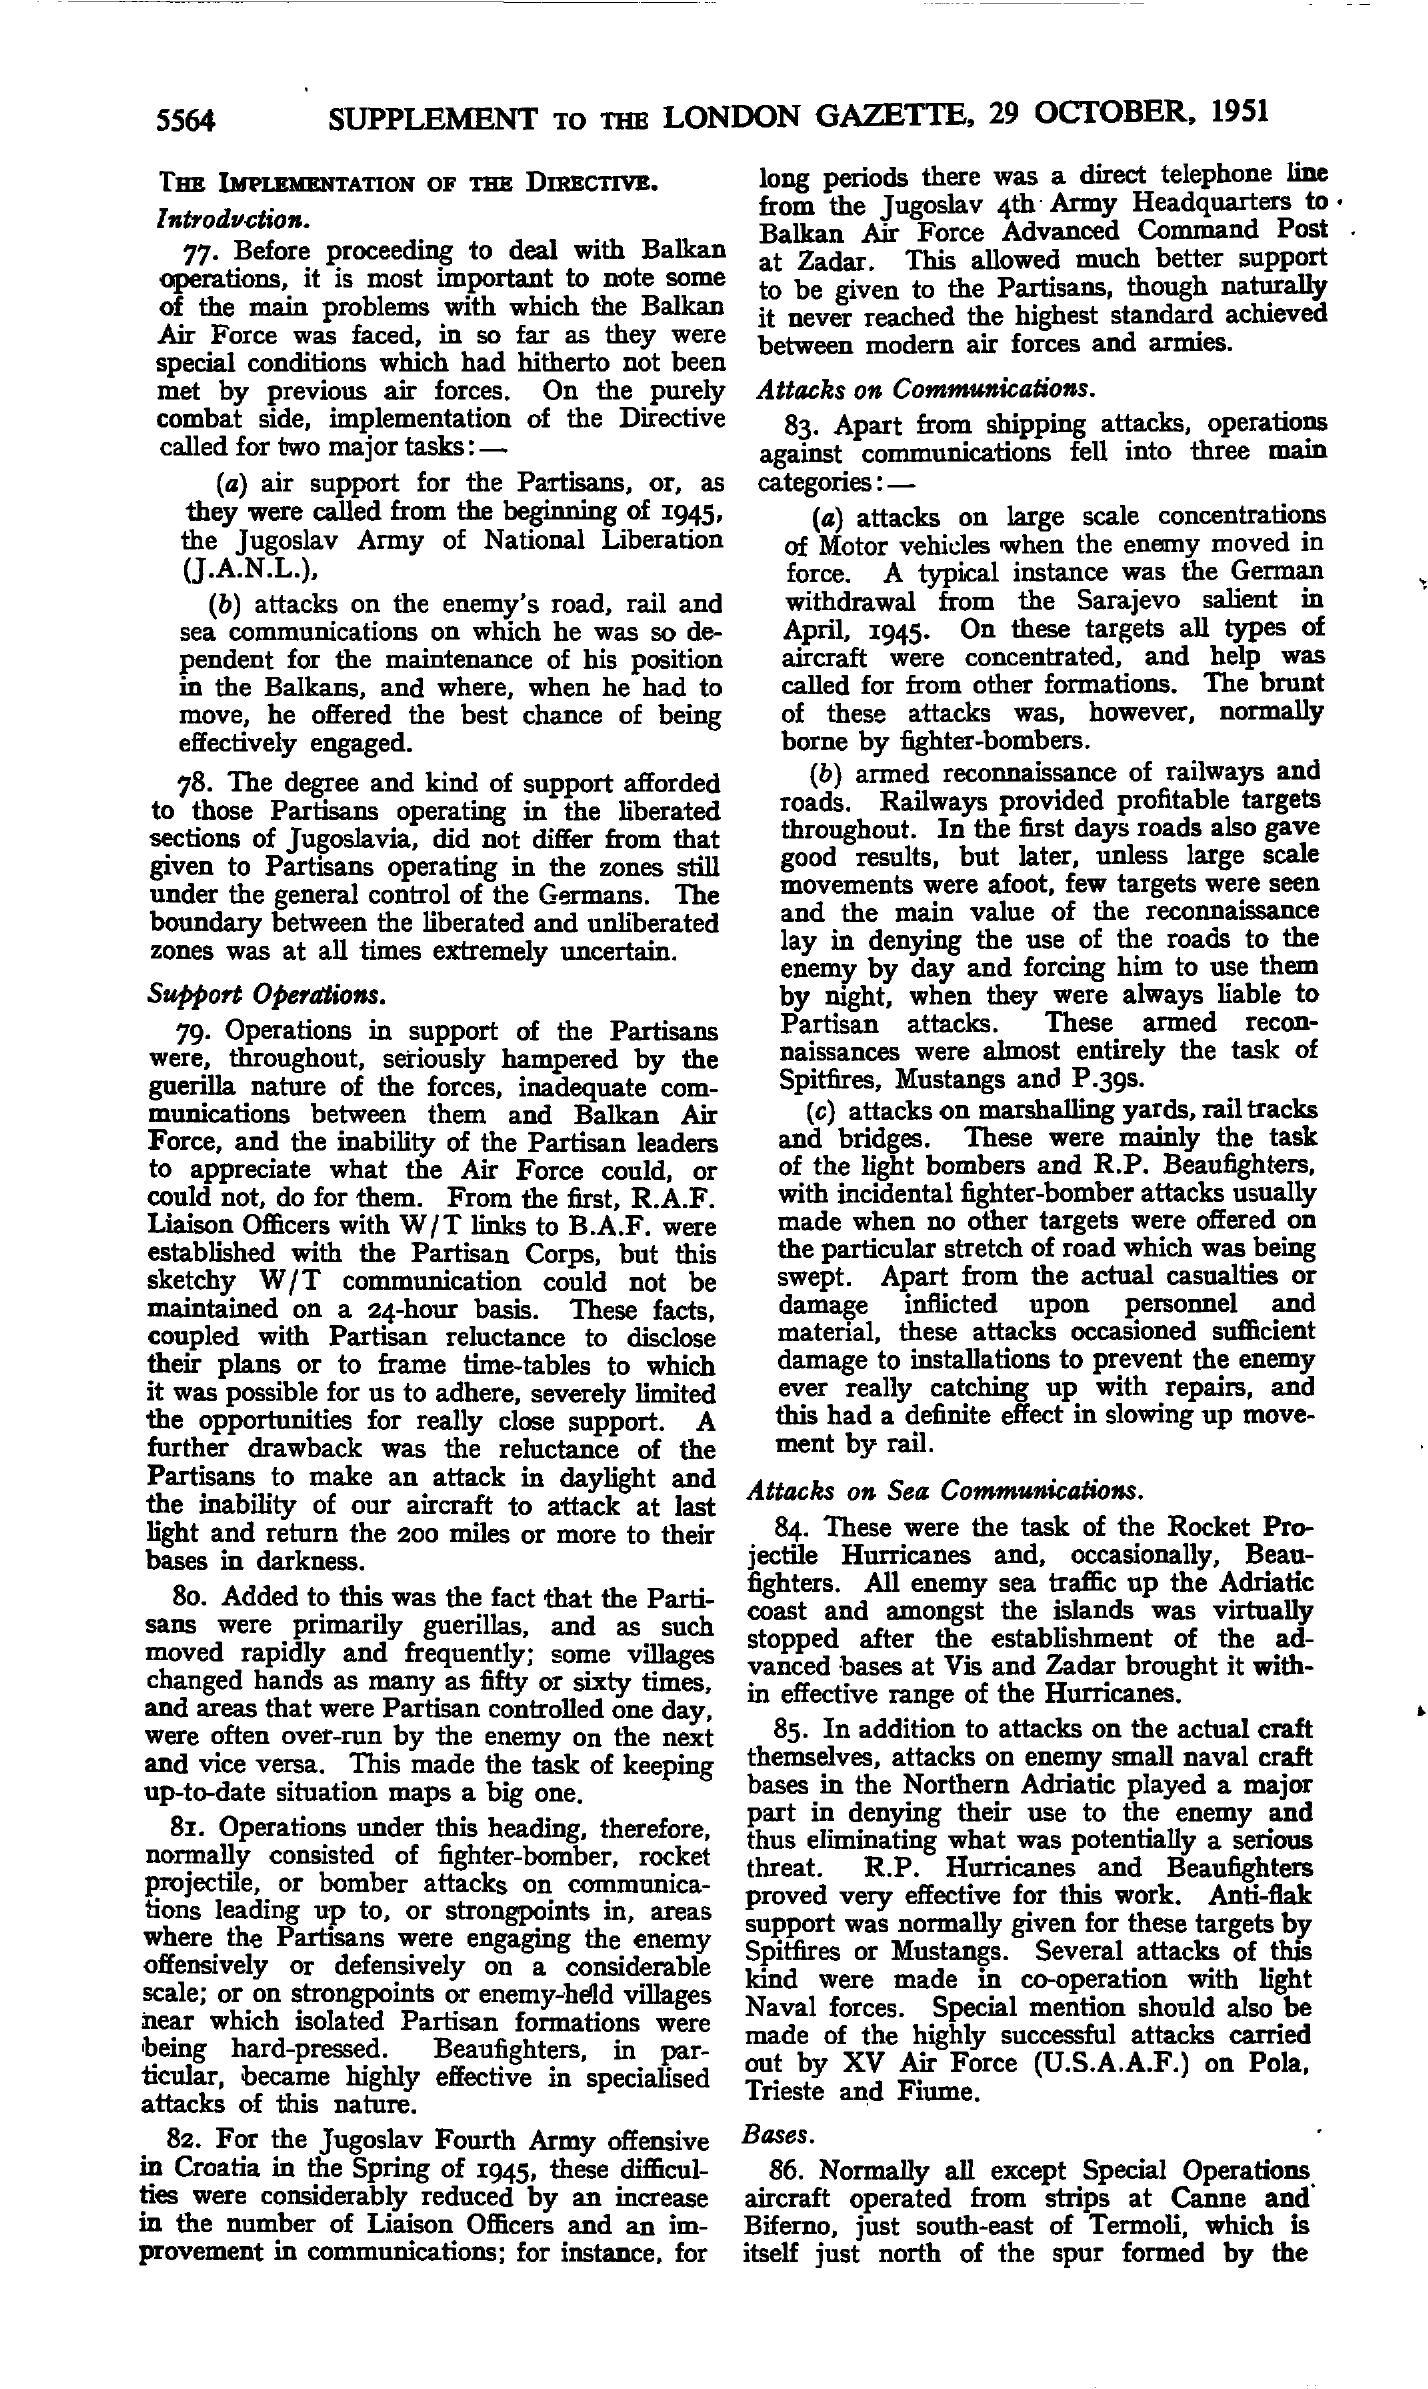 5564 SUPPLEMENT TO THE LONDON GAZETTE, 29 OCTOBER, 1951
THE IMPLEMENTATION OF THE DIRECTIVE.
Introduction.
77. Before proceeding to deal with Balkan
operations, it is most important to note some
of the main problems with which the Balkan
Air Force was faced, in so far as they were
special conditions which had hitherto not been
met by previous air forces. On the purely
combat side, implementation of the Directive
called for two major tasks:—
(a) air support for the Partisans, or, as
they were called from the beginning of 1945,
the Jugoslav Army of National Liberation
(J.A.N.L.),
(b) attacks on the enemy's road, rail and
sea communications on which he was so de-
pendent for the maintenance of his position
in the Balkans, and where, when he had to
move, he offered the best chance of being
effectively engaged.
78. The degree and kind of support afforded
to those Partisans operating in the liberated
sections of Jugoslavia, did not differ from that
given to Partisans operating in the zones still
under the general control of the Germans. The
boundary between the liberated and unliberated
zones was at all times extremely uncertain.
Support Operations.
79. Operations in support of the Partisans
were, throughout, seriously hampered by the
guerilla nature of the forces, inadequate com-
munications between them and Balkan Air
Force, and the inability of the Partisan leaders
to appreciate what the Air Force could, or
could not, do for them. From the first, R.A.F.
Liaison Officers with W/T links to B.A.F. were
established with the Partisan Corps, but this
sketchy W/T communication could not be
maintained on a 24-hour basis. These facts,
coupled with Partisan reluctance to disclose
their plans or to frame time-tables to which
it was possible for us to adhere, severely limited
the opportunities for really close support. A
further drawback was the reluctance of the
Partisans to make an attack in daylight and
the inability of our aircraft to attack at last
light and return the 200 miles or more to their
bases in darkness.
80. Added to this was the fact that the Parti-
sans were primarily guerillas, and as such
moved rapidly and frequently; some villages
changed hands as many as fifty or sixty times,
and areas that were Partisan controlled one day,
were often over-run by the enemy on the next
and vice versa. This made the task of keeping
up-to-date situation maps a big one.
81. Operations under this heading, therefore,
normally consisted of fighter-bomber, rocket
projectile, or bomber attacks on communica-
tions leading up to, or strongpoints in, areas
where the Partisans were engaging the enemy
offensively or defensively on a considerable
scale; or on strongpoints or enemy-held villages
near which isolated Partisan formations were
being hard-pressed. Beaufighters, in par-
ticular, became highly effective in specialised
attacks of this nature.
82. For the Jugoslav Fourth Army offensive
in Croatia in the Spring of 1945, these difficul-
ties were considerably reduced by an increase
in the number of Liaison Officers and an im-
provement in communications; for instance, for
long periods there was a direct telephone line
from the Jugoslav 4th Army Headquarters to
Balkan Air Force Advanced Command Post
at Zadar. This allowed much better support
to be given to the Partisans, though naturally
it never reached the highest standard achieved
between modern air forces and armies.
Attacks on Communications.
83. Apart from shipping attacks, operations
against communications fell into three main
categories:—
(a) attacks on large scale concentrations
of Motor vehicles when the enemy moved in
force. A typical instance was the German
withdrawal from the Sarajevo salient in
April, 1945. On these targets all types of
aircraft were concentrated, and help was
called for from other formations. The brunt
of these attacks was, however, normally
borne by fighter-bombers.
(b) armed reconnaissance of railways and
roads. Railways provided profitable targets
throughout. In the first days roads also gave
good results, but later, unless large scale
movements were afoot, few targets were seen
and the main value of the reconnaissance
lay in denying the use of the roads to the
enemy by day and forcing him to use them
by night, when they were always liable to
Partisan attacks. These armed recon-
naissances were almost entirely the task of
Spitfires, Mustangs and P.39s.
(c) attacks on marshalling yards, rail tracks
and bridges. These were mainly the task
of the light bombers and R.P. Beaufighters,
with incidental fighter-bomber attacks usually
made when no other targets were offered on
the particular stretch of road which was being
swept. Apart from the actual casualties or
damage inflicted upon personnel and
material, these attacks occasioned sufficient
damage to installations to prevent the enemy
ever really catching up with repairs, and
this had a definite effect in slowing up move-
ment by rail.
Attacks on Sea Communications.
84. These were the task of the Rocket Pro-
jectile Hurricanes and, occasionally, Beau-
fighters. All enemy sea traffic up the Adriatic
coast and amongst the islands was virtually
stopped after the establishment of the ad-
vanced bases at Vis and Zadar brought it with-
in effective range of the Hurricanes.
85. In addition to attacks on the actual craft
themselves, attacks on enemy small naval craft
bases in the Northern Adriatic played a major
part in denying their use to the enemy and
thus eliminating what was potentially a serious
threat. R.P. Hurricanes and Beaufighters
proved very effective for this work. Anti-flak
support was normally given for these targets by
Spitfires or Mustangs. Several attacks of this
kind were made in co-operation with light
Naval forces. Special mention should also be
made of the highly successful attacks carried
out by XV Air Force (U.S.A.A.F.) on Pola,
Trieste and Fiume.
Bases.
86. Normally all except Special Operations
aircraft operated from strips at Canne and
Biferno, just south-east of Termoli, which is
itself just north of the spur formed by the